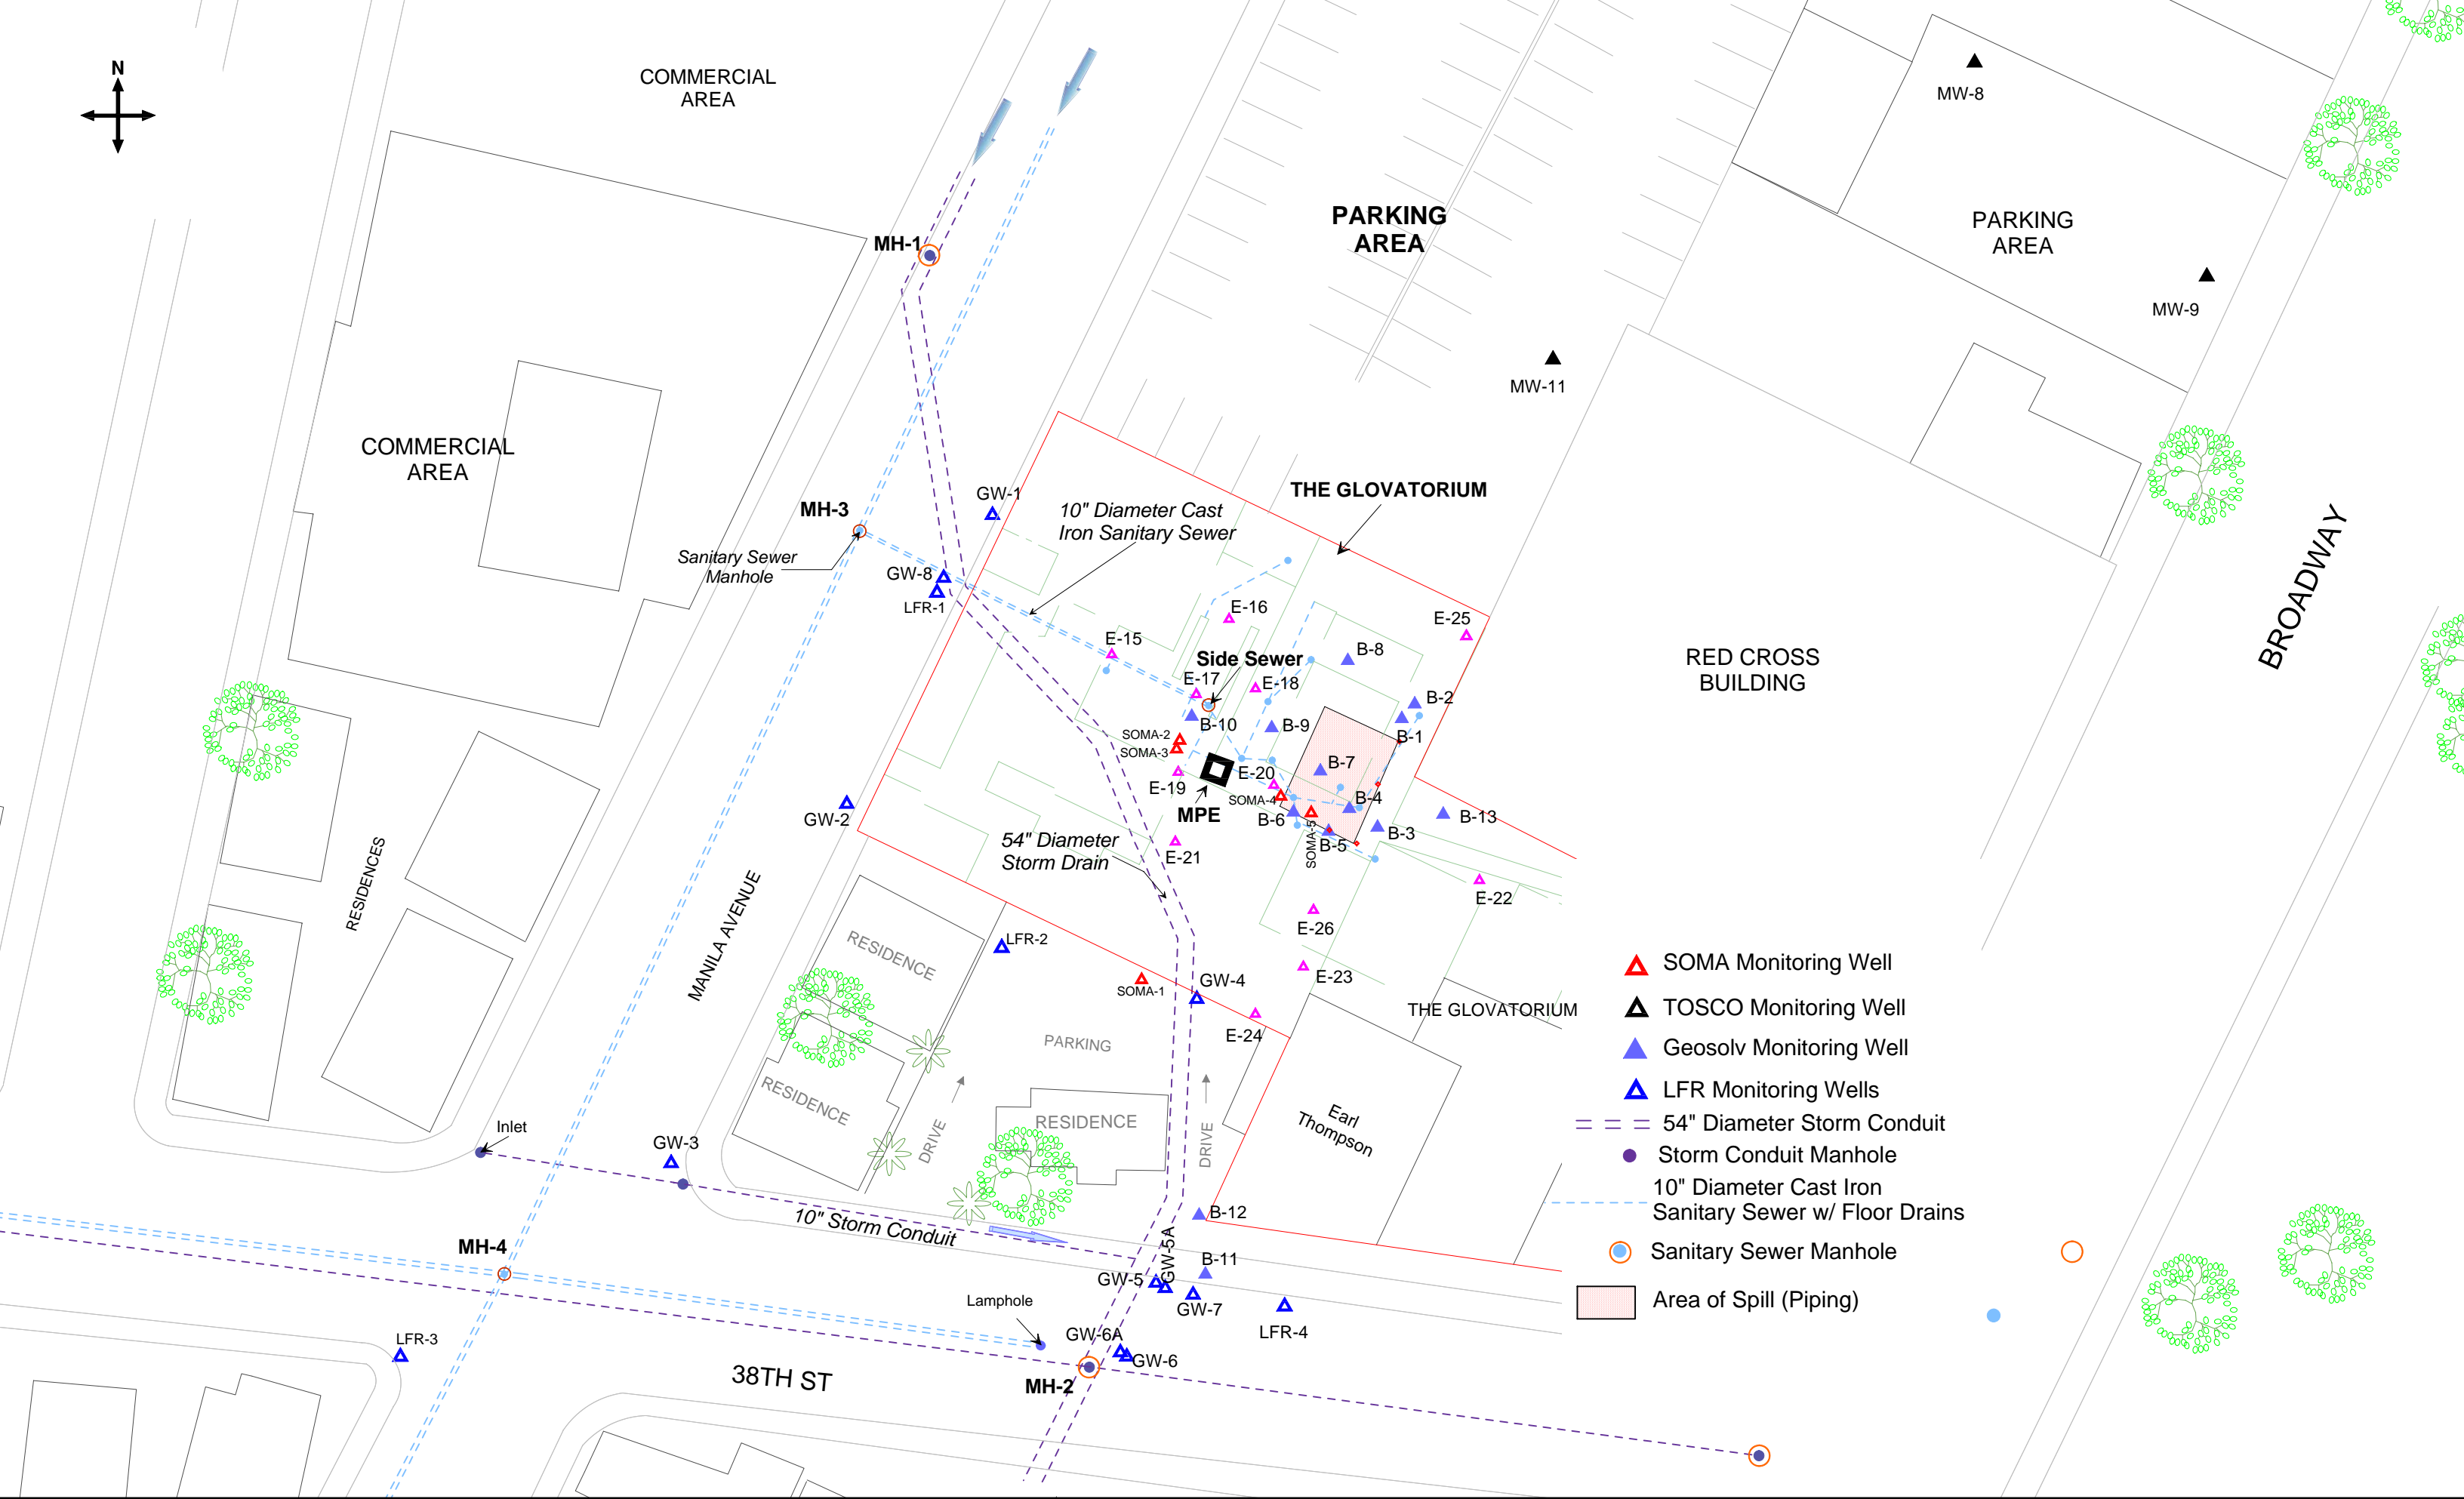 N
COMMERCIAL
AREA
MW-8
PARKING
AREA
PARKING
AREA
MH-1
MW-9
MW-11
COMMERCIAL
AREA
THE GLOVATORIUM
GW-1
MH-3
10" Diameter Cast
Iron Sanitary Sewer
Sanitary Sewer
Manhole
GW-8
LFR-1
E-16
E-25
E-15
B-8
Side Sewer
E-17
E-18
B-2
B-10
B-9
B-1
SOMA-2
SOMA-3
B-7
E-20
E-19
SOMA-4
B-4
MPE
B-6
B-13
B-3
SOMA-5
B-5
GW-2
54" Diameter
Storm Drain
E-21
E-22
E-26
E-23
RED CROSS
BUILDING
BROADWAY
RESIDENCES
MANILA AVENUE
RESIDENCE
LFR-2
SOMA-1
GW-4
E-24
THE GLOVATORIUM
PARKING
RESIDENCE
DRIVE
RESIDENCE
DRIVE
Earl
Thompson
Inlet
GW-3
10" Storm Conduit
B-12
MH-4
GW-5A
GW-5
B-11
GW-7
Lamphole
LFR-4
LFR-3
GW-6A
GW-6
MH-2
38TH ST
SOMA Monitoring Well
TOSCO Monitoring Well
Geosolv Monitoring Well
LFR Monitoring Wells
54" Diameter Storm Conduit
Storm Conduit Manhole
10" Diameter Cast Iron
Sanitary Sewer w/ Floor Drains
Sanitary Sewer Manhole
Area of Spill (Piping)